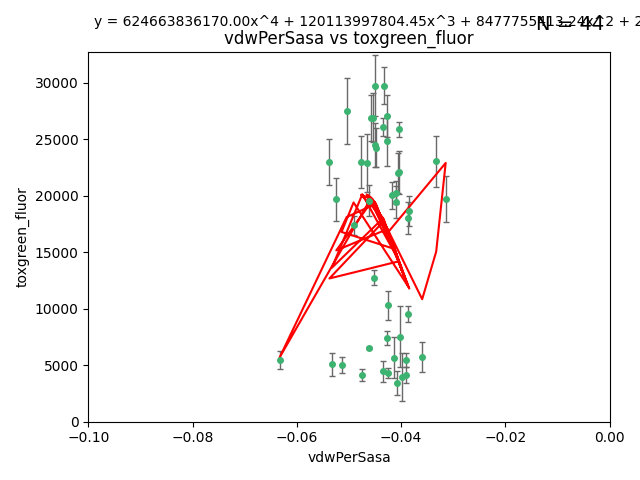 y = 624663836170.00x^4 + 120113997804.45x^3 +
N = 44
vdwPerSasa vs toxgreen_fluor
30000
25000
20000
15000
10000
5000
0
toxgreen_fluor
−0.10
−0.08
−0.06
−0.04
−0.02
0.00
vdwPerSasa